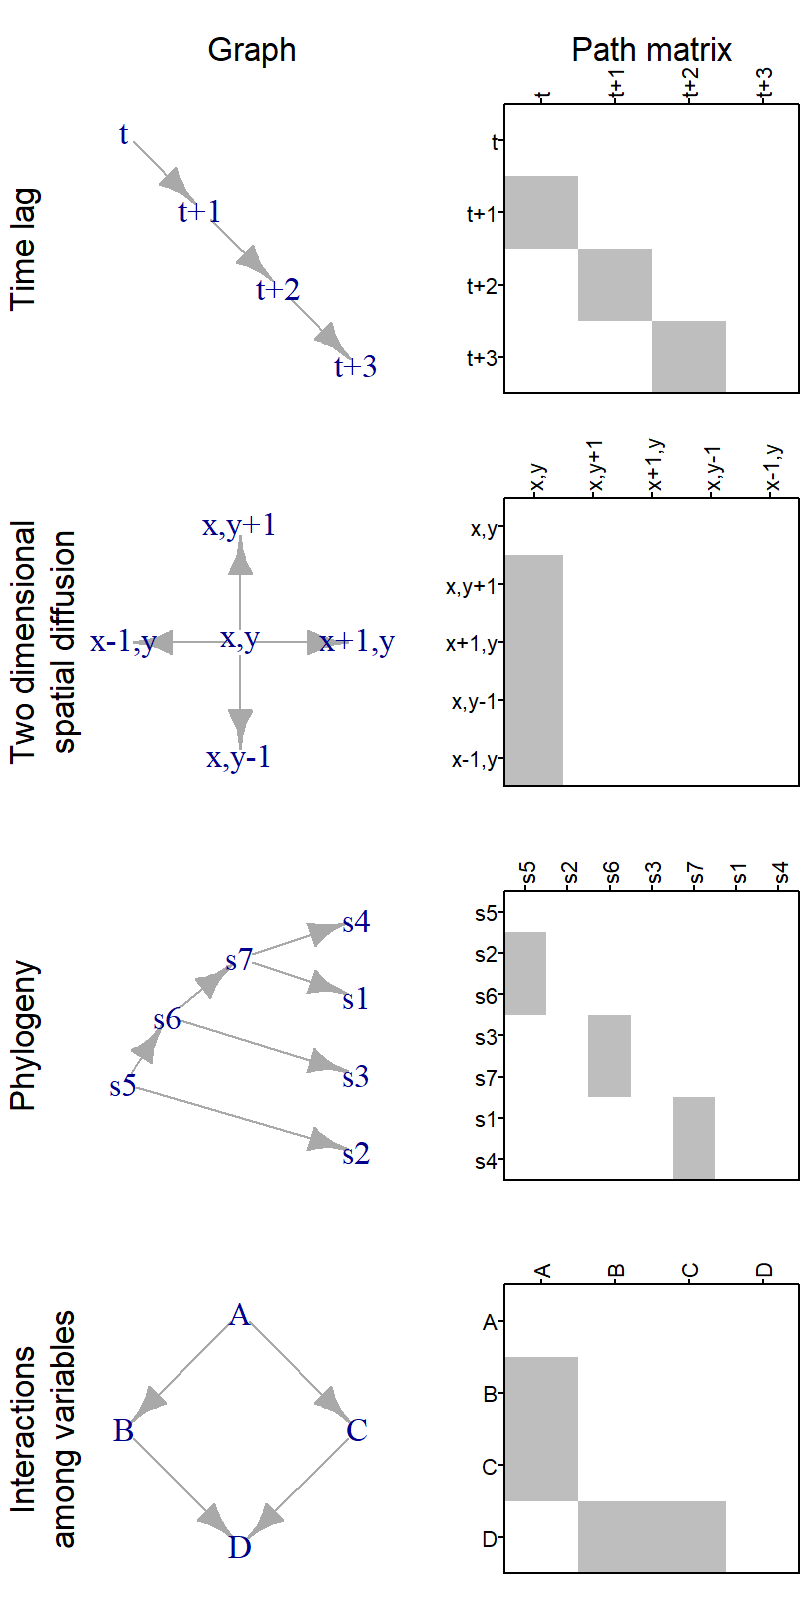 Graph
Path matrix
Time lag
t
t+1
t+2
t+3
t
t+1
t+2
t+3
t
t+1
t+2
t+3
Two dimensional
spatial diffusion
x,y+1
x-1,y
x,y
x+1,y
x,y-1
x,y
x,y+1
x+1,y
x,y-1
x-1,y
x,y
x,y+1
x+1,y
x,y-1
x-1,y
Phylogeny
s4
s7
s1
s6
s3
s5
s2
s5
s2
s6
s3
s7
s1
s4
s5
s2
s6
s3
s7
s1
s4
Interactions
among variables
A
B
C
D
A
B
C
D
A
B
C
D